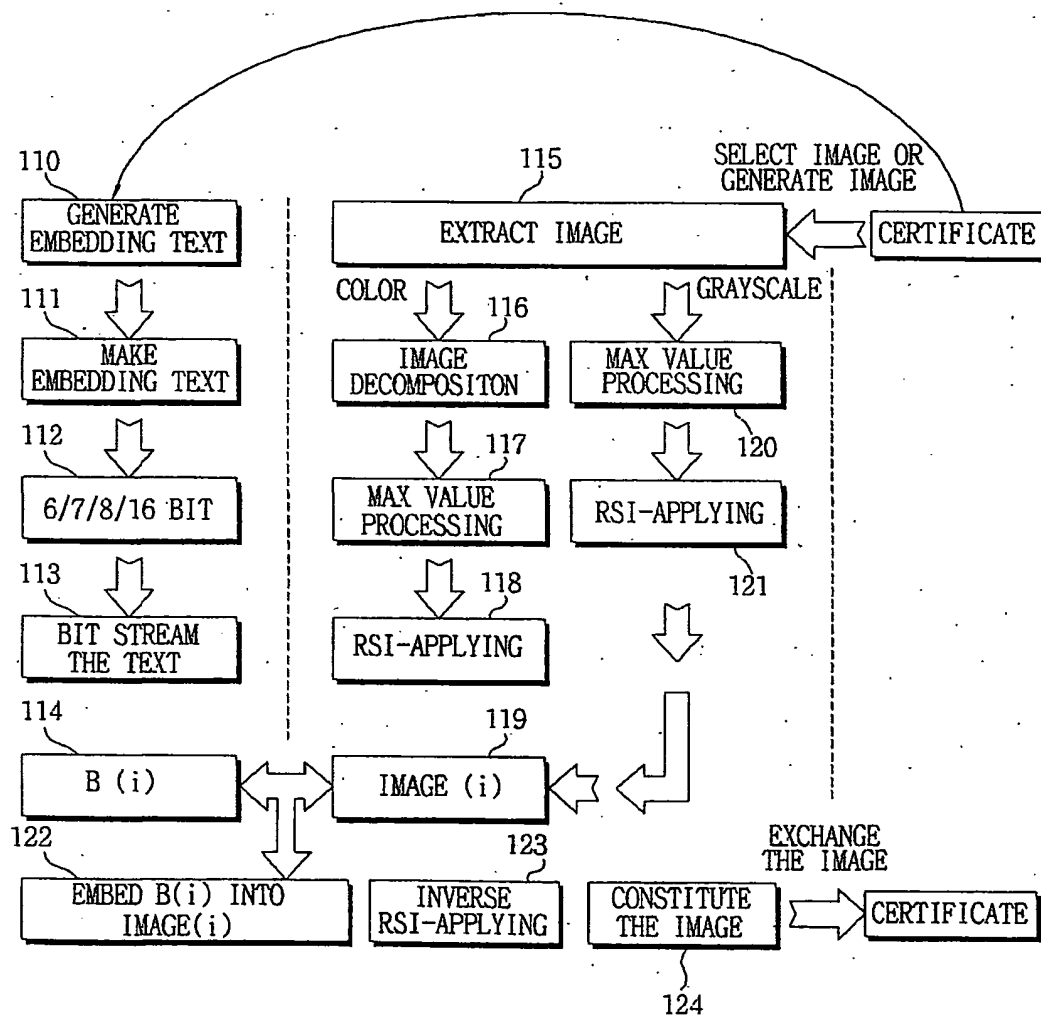 110
115
SELECT IMAGE OR
GENERATE IMAGE
GENERATE
EMBEDDING TEXT
EXTRACT IMAGE
CERTIFICATE
COLOR
GRAYSCALE
111
116
MAKE
EMBEDDING TEXT
IMAGE
DECOMPOSITON
MAX VALUE
PROCESSING
112
117
120
6/7/8/16 BIT
MAX VALUE
PROCESSING
RSI-APPLYING
113
118
121
BIT STREAM
THE TEXT
RSI-APPLYING
114
119
B (i)
IMAGE (i)
122
123
EXCHANGE
THE IMAGE
EMBED B(i) INTO
IMAGE(i)
INVERSE
RSI-APPLYING
CONSTITUTE
THE IMAGE
CERTIFICATE
124